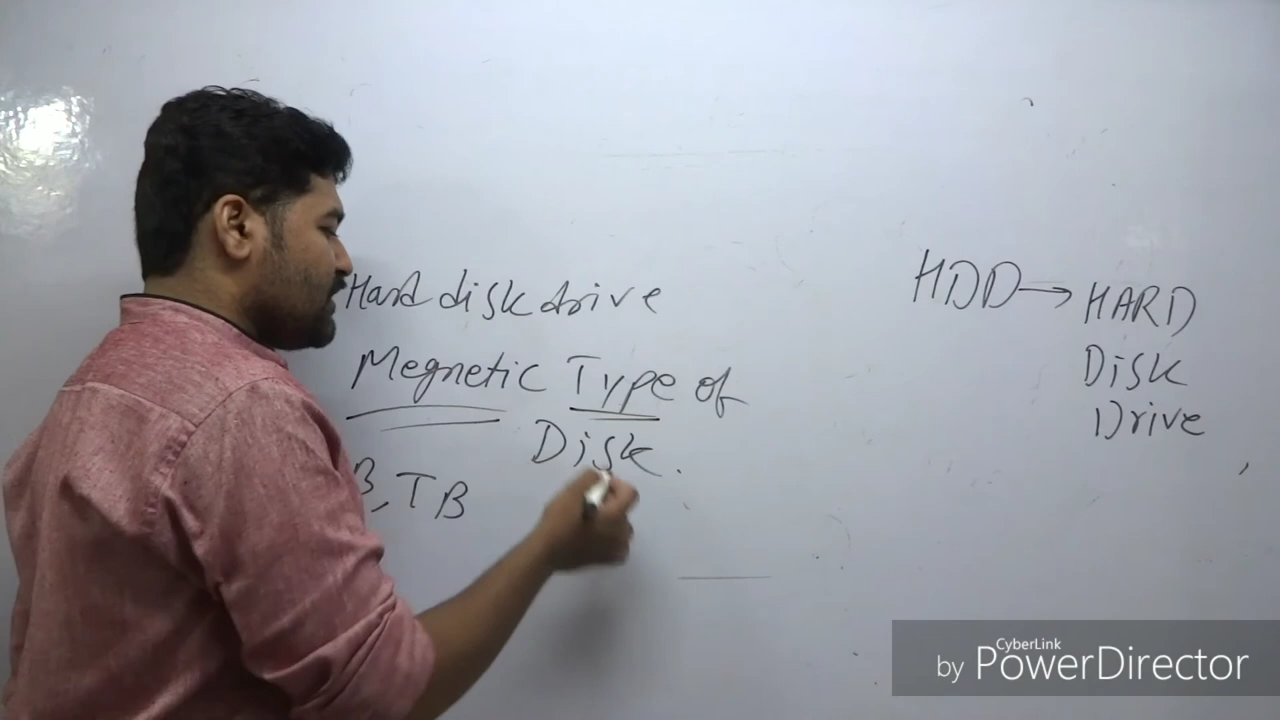 Hard disk drive
Megnetic Type of
Disk.
B, TB
HDD → HARD
Disk
Drive
CyberLink
by PowerDirector